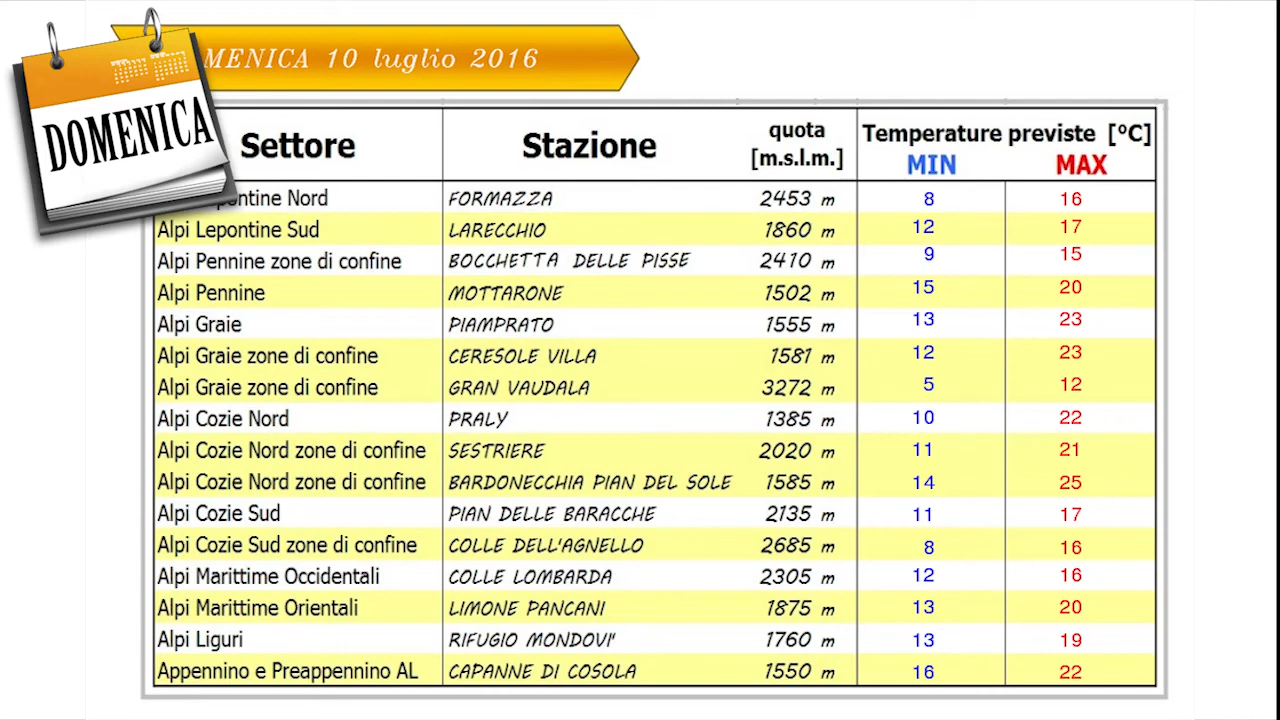 DOMENICA
MENICA 10 luglio 2016
Settore Stazione quota [m.s.l.m.] Temperature previste [°C]
MIN MAX
pontine Nord FORMAZZA 2453 m 8 16
Alpi Lepontine Sud LARECCHIO 1860 m 12 17
Alpi Pennine zone di confine BOCCHETTA DELLE PISSE 2410 m 9 15
Alpi Pennine MOTTARONE 1502 m 15 20
Alpi Graie PIAMPRATO 1555 m 13 23
Alpi Graie zone di confine CERESOLE VILLA 1581 m 12 23
Alpi Graie zone di confine GRAN VAUDALA 3272 m 5 12
Alpi Cozie Nord PRALY 1385 m 10 22
Alpi Cozie Nord zone di confine SESTRIERE 2020 m 11 21
Alpi Cozie Nord zone di confine BARDONECCHIA PIAN DEL SOLE 1585 m 14 25
Alpi Cozie Sud PIAN DELLE BARACCHE 2135 m 11 17
Alpi Cozie Sud zone di confine COLLE DELL'AGNELLO 2685 m 8 16
Alpi Marittime Occidentali COLLE LOMBARDA 2305 m 12 16
Alpi Marittime Orientali LIMONE PANCANI 1875 m 13 20
Alpi Liguri RIFUGIO MONDOVI' 1760 m 13 19
Appennino e Preappennino AL CAPANNE DI COSOLA 1550 m 16 22